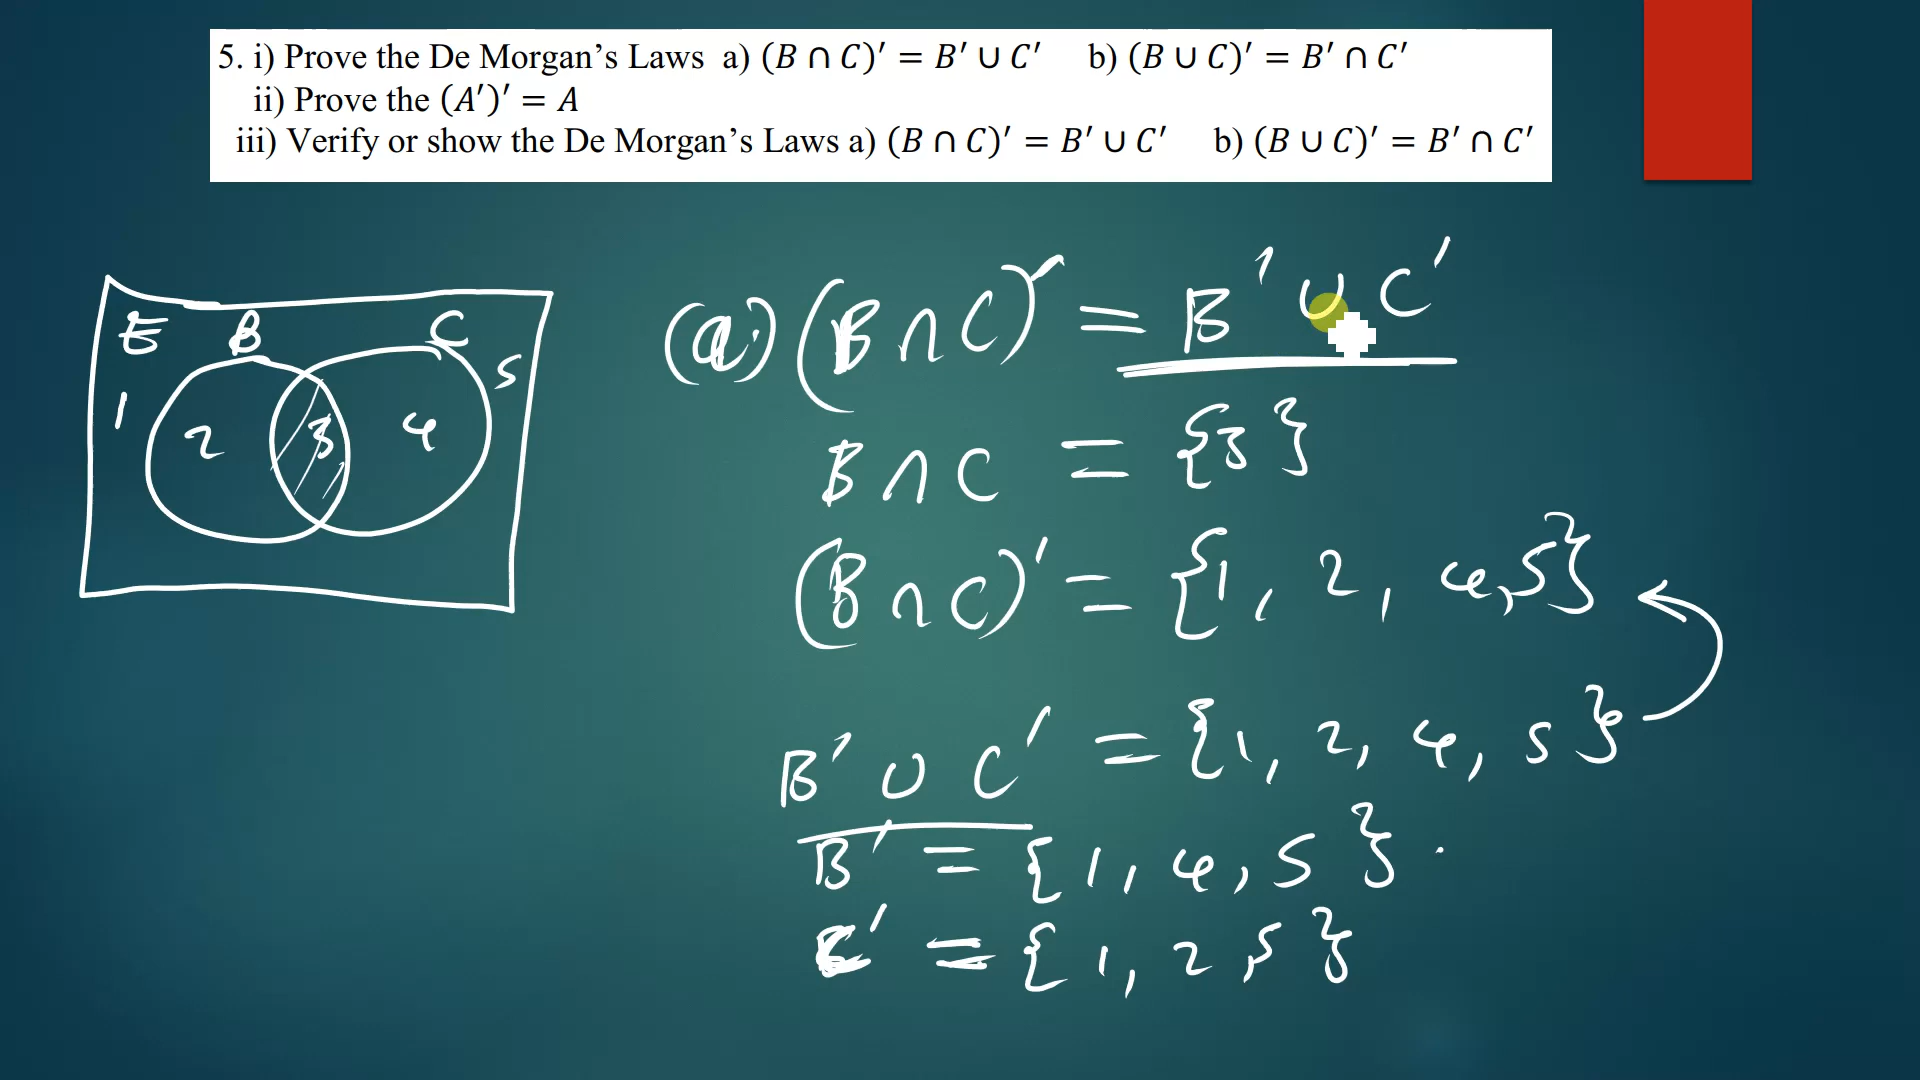 5. i) Prove the De Morgan’s Laws a) (B ∩ C)′ = B′ ∪ C′ b) (B ∪ C)′ = B′ ∩ C′
ii) Prove the (A′)′ = A
iii) Verify or show the De Morgan’s Laws a) (B ∩ C)′ = B′ ∪ C′ b) (B ∪ C)′ = B′ ∩ C′
E B C
1 2 3 4 5
(a) (B ∩ C)′ = B′ ∪ C′
B ∩ C = {3}
(B ∩ C)′ = {1, 2, 4, 5}
B′ ∪ C′ = {1, 2, 4, 5}
B′ = {1, 4, 5}.
C′ = {1, 2, 5}